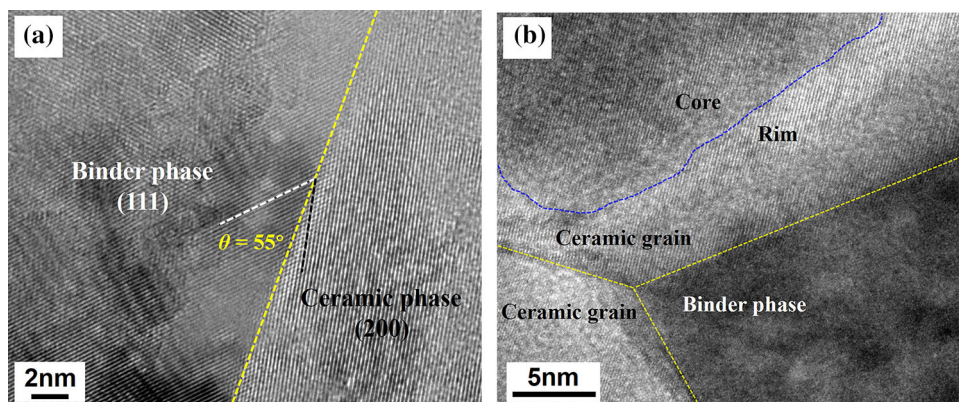 (a)
Binder phase
(111)
θ = 55°
Ceramic phase
(200)
2nm
(b)
Core
Rim
Ceramic grain
Ceramic grain
Binder phase
5nm